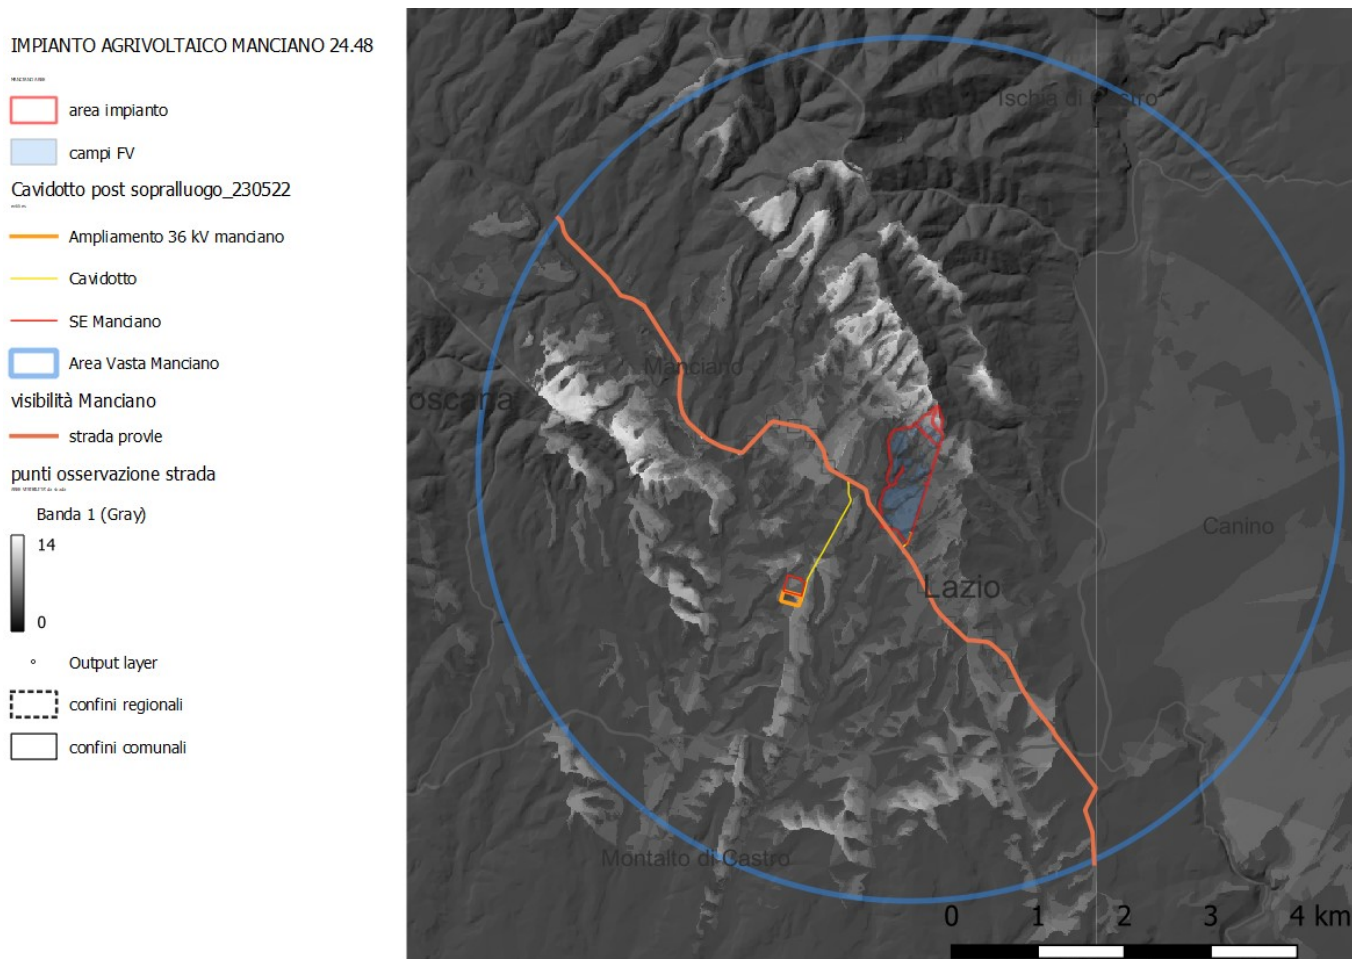 IMPIANTO AGRIVOLTAICO MANCIANO 24.48
area impianto
campi FV
Cavidotto post sopralluogo_230522
Ampliamento 36 kV manciano
Cavidotto
SE Manciano
Area Vasta Manciano
visibilità Manciano
strada provle
punti osservazione strada
Banda 1 (Gray)
14
0
Output layer
confini regionali
confini comunali
Ischia di Castro
Manciano
oscana
Canino
Lazio
Montalto di Castro
0 1 2 3 4 km